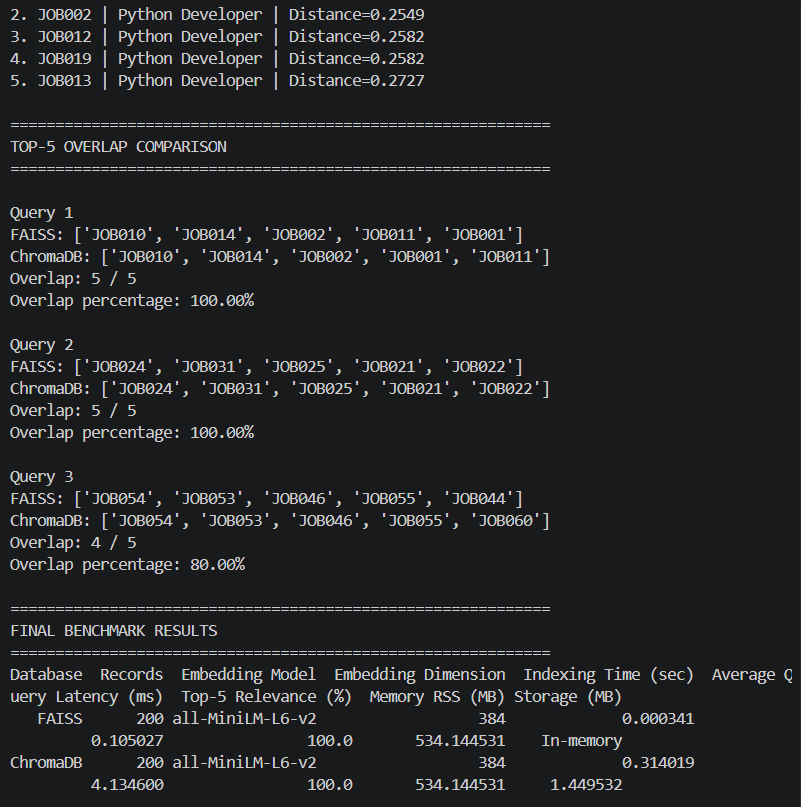 2. JOB002 | Python Developer | Distance=0.2549
3. JOB012 | Python Developer | Distance=0.2582
4. JOB019 | Python Developer | Distance=0.2582
5. JOB013 | Python Developer | Distance=0.2727
============================================================
TOP-5 OVERLAP COMPARISON
============================================================
Query 1
FAISS: ['JOB010', 'JOB014', 'JOB002', 'JOB011', 'JOB001']
ChromaDB: ['JOB010', 'JOB014', 'JOB002', 'JOB001', 'JOB011']
Overlap: 5 / 5
Overlap percentage: 100.00%
Query 2
FAISS: ['JOB024', 'JOB031', 'JOB025', 'JOB021', 'JOB022']
ChromaDB: ['JOB024', 'JOB031', 'JOB025', 'JOB021', 'JOB022']
Overlap: 5 / 5
Overlap percentage: 100.00%
Query 3
FAISS: ['JOB054', 'JOB053', 'JOB046', 'JOB055', 'JOB044']
ChromaDB: ['JOB054', 'JOB053', 'JOB046', 'JOB055', 'JOB060']
Overlap: 4 / 5
Overlap percentage: 80.00%
============================================================
FINAL BENCHMARK RESULTS
============================================================
Database  Records  Embedding Model  Embedding Dimension  Indexing Time (sec)  Average Q
uery Latency (ms)  Top-5 Relevance (%)  Memory RSS (MB) Storage (MB)
   FAISS      200 all-MiniLM-L6-v2                  384             0.000341
         0.105027                100.0       534.144531    In-memory
ChromaDB      200 all-MiniLM-L6-v2                  384             0.314019
         4.134600                100.0       534.144531     1.449532